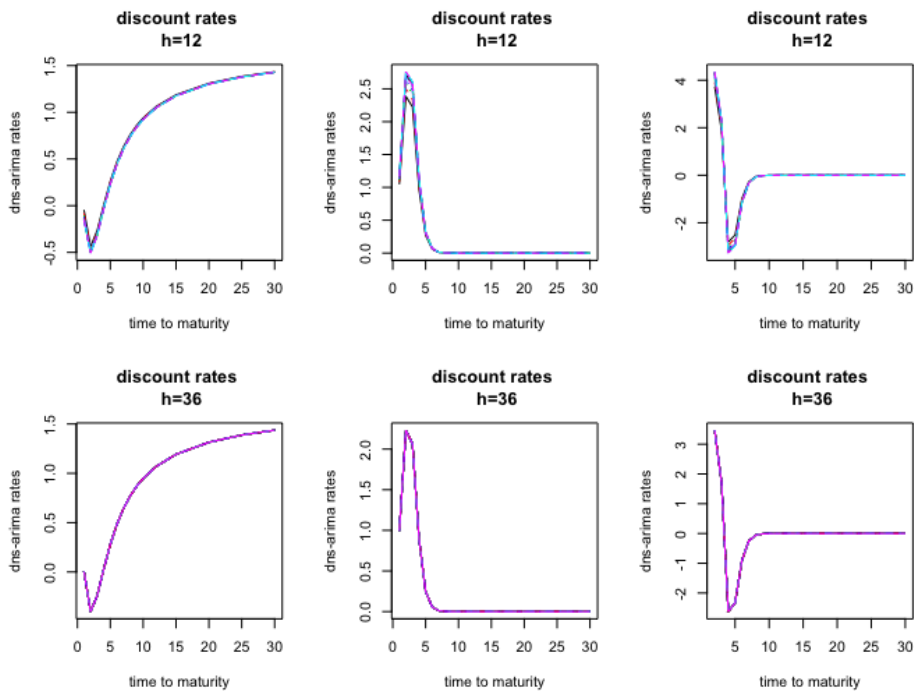 discount rates
h=12
dns-arima rates
-0.5 0.0 0.5 1.0 1.5
0 5 10 15 20 25 30
time to maturity
discount rates
h=12
dns-arima rates
0.0 0.5 1.0 1.5 2.0 2.5
0 5 10 15 20 25 30
time to maturity
discount rates
h=12
dns-arima rates
-2 0 2 4
5 10 15 20 25 30
time to maturity
discount rates
h=36
dns-arima rates
0.0 0.5 1.0 1.5
0 5 10 15 20 25 30
time to maturity
discount rates
h=36
dns-arima rates
0.0 0.5 1.0 1.5 2.0
0 5 10 15 20 25 30
time to maturity
discount rates
h=36
dns-arima rates
-2 -1 0 1 2 3
5 10 15 20 25 30
time to maturity